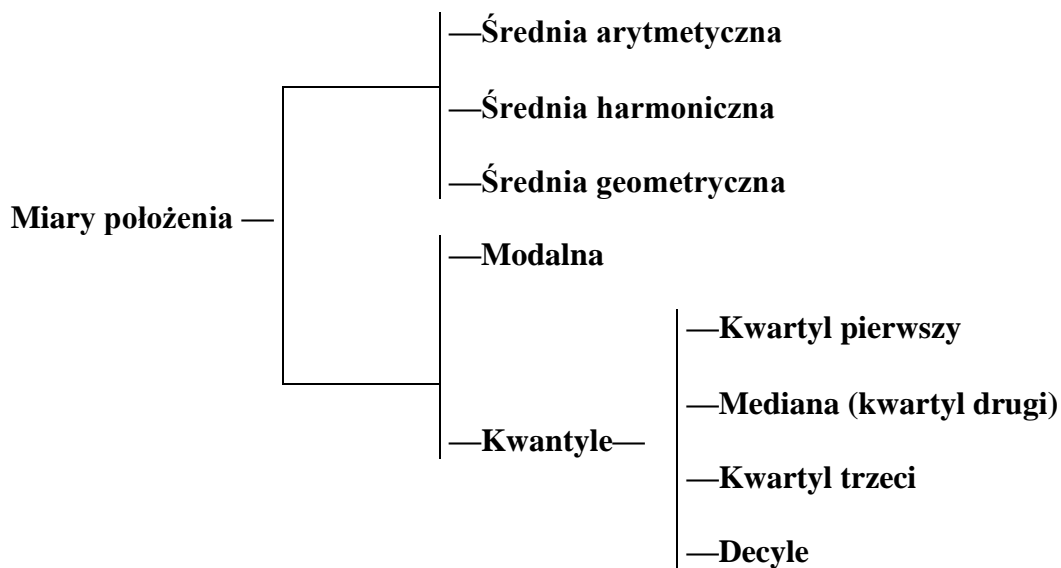 —Średnia arytmetyczna
—Średnia harmoniczna
—Średnia geometryczna
Miary położenia —
—Modalna
—Kwartyl pierwszy
—Mediana (kwartyl drugi)
—Kwantyle—
—Kwartyl trzeci
—Decyle